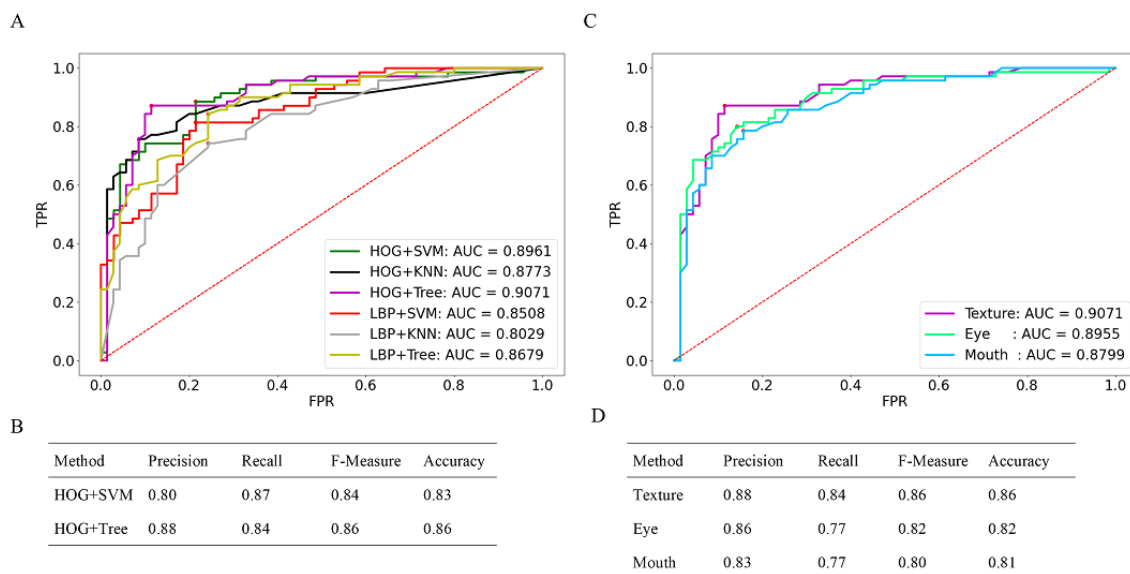 A
1.0
0.8
0.6
0.4
0.2
0.0
TPR
HOG+SVM: AUC = 0.8961
HOG+KNN: AUC = 0.8773
HOG+Tree: AUC = 0.9071
LBP+SVM: AUC = 0.8508
LBP+KNN: AUC = 0.8029
LBP+Tree: AUC = 0.8679
0.0 0.2 0.4 0.6 0.8 1.0
FPR
C
1.0
0.8
0.6
0.4
0.2
0.0
TPR
Texture: AUC = 0.9071
Eye : AUC = 0.8955
Mouth : AUC = 0.8799
0.0 0.2 0.4 0.6 0.8 1.0
FPR
B
Method Precision Recall F-Measure Accuracy
HOG+SVM 0.80 0.87 0.84 0.83
HOG+Tree 0.88 0.84 0.86 0.86
D
Method Precision Recall F-Measure Accuracy
Texture 0.88 0.84 0.86 0.86
Eye 0.86 0.77 0.82 0.82
Mouth 0.83 0.77 0.80 0.81